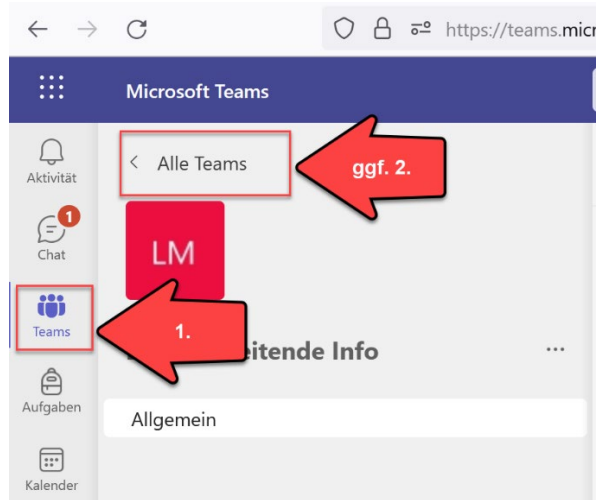 https://teams.micr
Microsoft Teams
Aktivität
Alle Teams
ggf. 2.
1
Chat
LM
Teams
1.
eitende Info
...
Aufgaben
Allgemein
Kalender